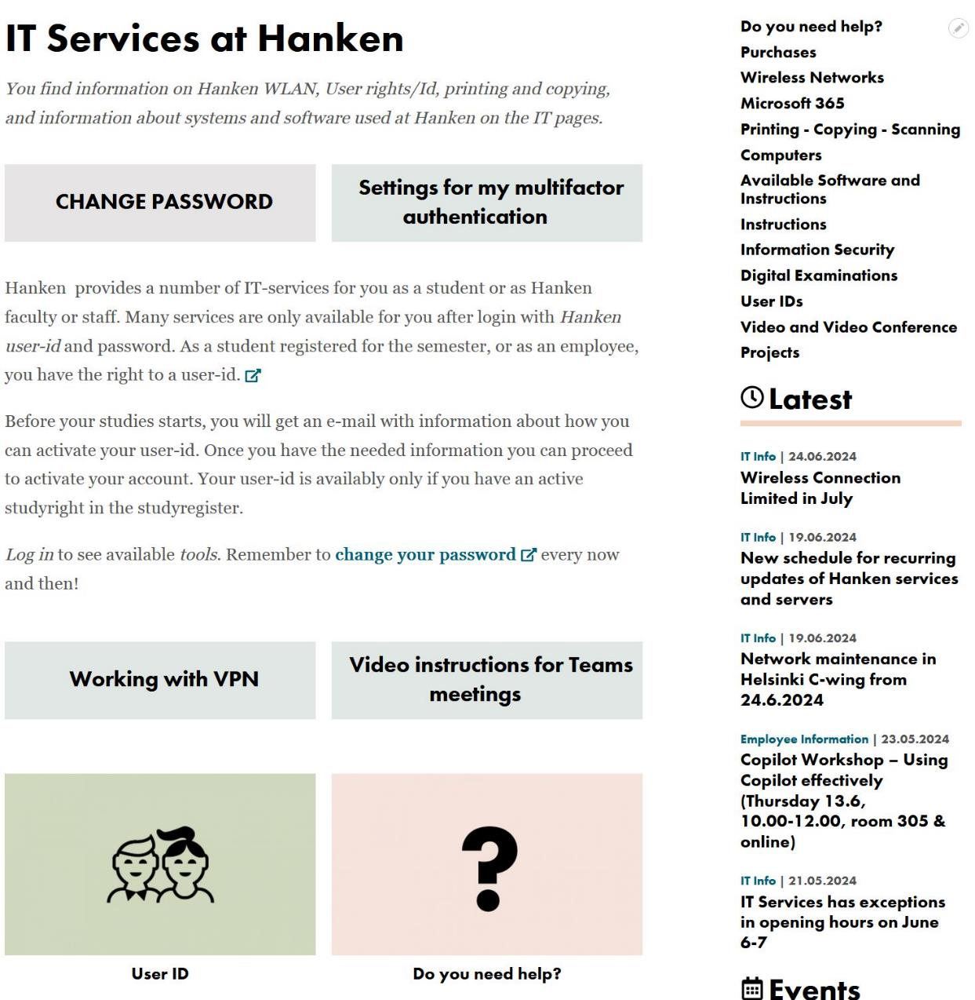 IT Services at Hanken
You find information on Hanken WLAN, User rights/Id, printing and copying,
and information about systems and software used at Hanken on the IT pages.
CHANGE PASSWORD
Settings for my multifactor
authentication
Hanken provides a number of IT-services for you as a student or as Hanken
faculty or staff. Many services are only available for you after login with Hanken
user-id and password. As a student registered for the semester, or as an employee,
you have the right to a user-id.
Before your studies starts, you will get an e-mail with information about how you
can activate your user-id. Once you have the needed information you can proceed
to activate your account. Your user-id is availably only if you have an active
studyright in the studyregister.
Log in to see available tools. Remember to change your password every now
and then!
Working with VPN
Video instructions for Teams
meetings
User ID
Do you need help?
Do you need help?
Purchases
Wireless Networks
Microsoft 365
Printing - Copying - Scanning
Computers
Available Software and
Instructions
Instructions
Information Security
Digital Examinations
User IDs
Video and Video Conference
Projects
Latest
IT Info | 24.06.2024
Wireless Connection
Limited in July
IT Info | 19.06.2024
New schedule for recurring
updates of Hanken services
and servers
IT Info | 19.06.2024
Network maintenance in
Helsinki C-wing from
24.6.2024
Employee Information | 23.05.2024
Copilot Workshop – Using
Copilot effectively
(Thursday 13.6,
10.00-12.00, room 305 &
online)
IT Info | 21.05.2024
IT Services has exceptions
in opening hours on June
6-7
Events